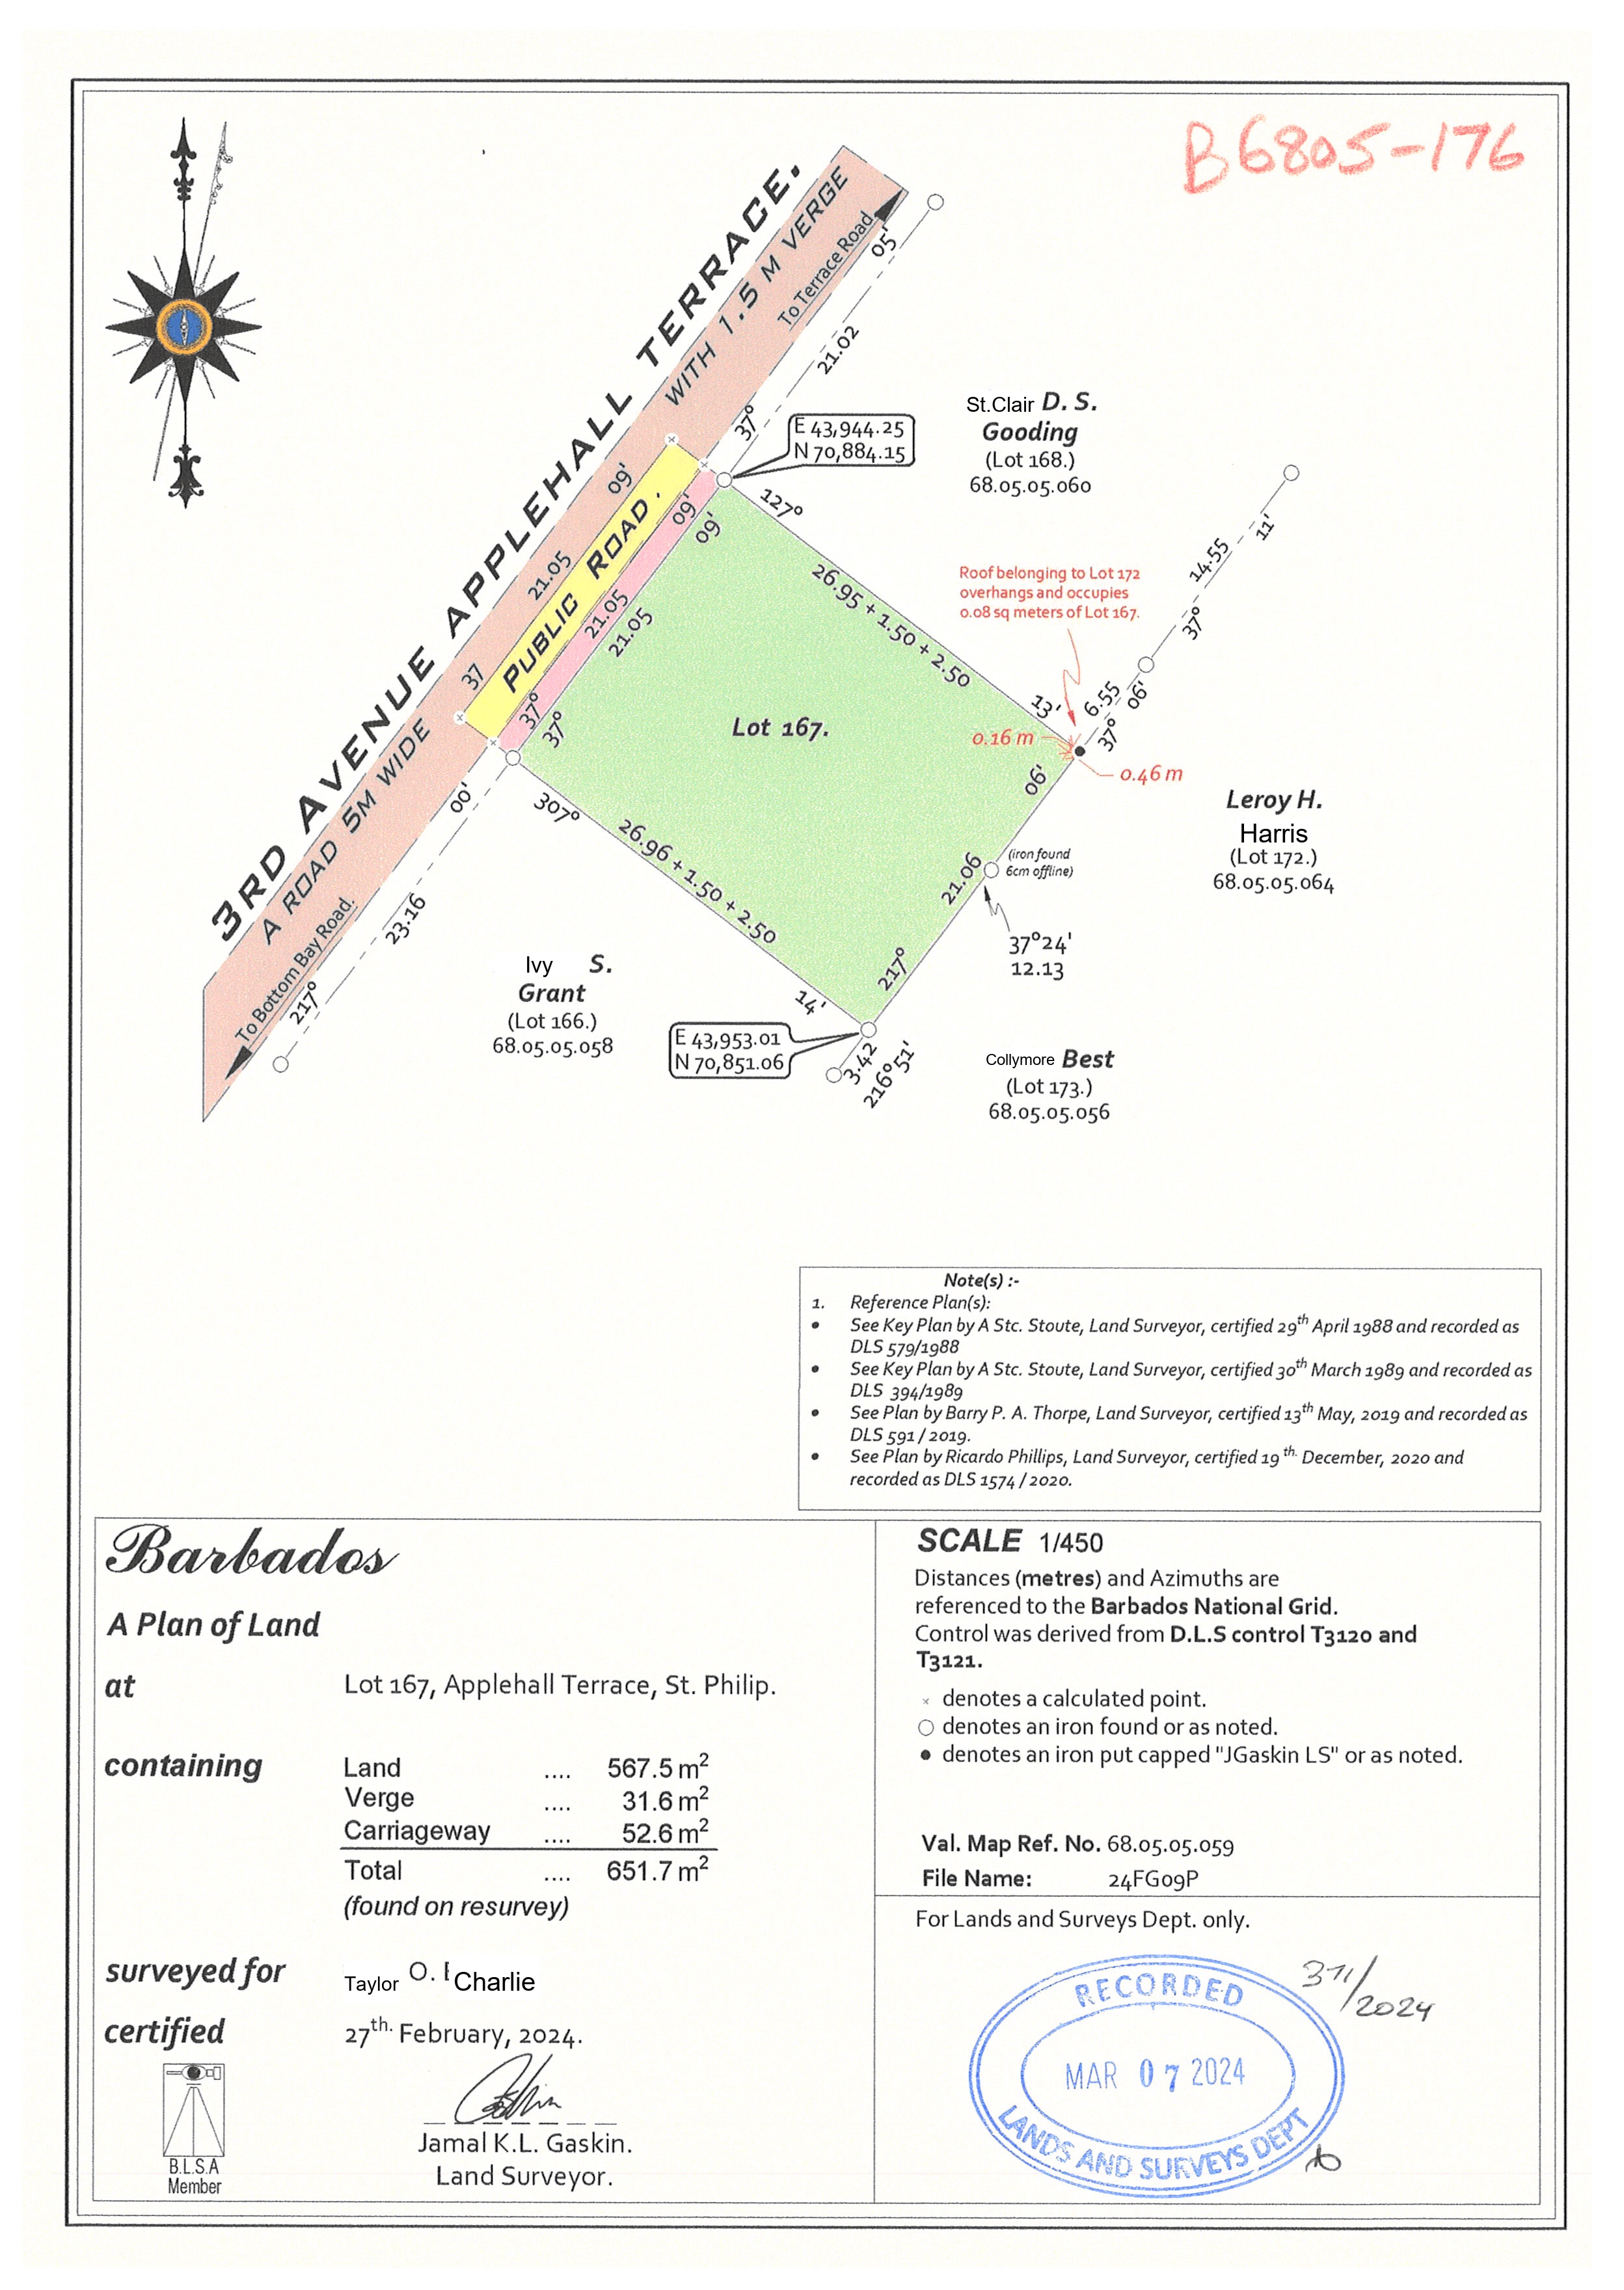 B6805-176
3RD AVENUE APPLEHALL TERRACE.
A ROAD 5M WIDE
WITH 1.5 M VERGE
To Terrace Road
To Bottom Bay Road.
PUBLIC ROAD.
05'
21.02
37°
E 43,944.25
N 70,884.15
St.Clair D. S.
Gooding
(Lot 168.)
68.05.05.060
09'
21.05
37
09'
21.05
37°
09'
21.05
37°
127°
26.95 + 1.50 + 2.50
13'
Roof belonging to Lot 172
overhangs and occupies
0.08 sq meters of Lot 167.
11'
14.55
37°
06'
6.55
37°
Lot 167.
0.16 m
0.46 m
Leroy H.
Harris
(Lot 172.)
68.05.05.064
00'
23.16
217°
307°
26.96 + 1.50 + 2.50
14'
06'
21.06
217°
(iron found
6cm offline)
37°24'
12.13
Ivy S.
Grant
(Lot 166.)
68.05.05.058
E 43,953.01
N 70,851.06
3.42
216°51'
Collymore Best
(Lot 173.)
68.05.05.056
Note(s) :-
1. Reference Plan(s):
• See Key Plan by A Stc. Stoute, Land Surveyor, certified 29th April 1988 and recorded as
DLS 579/1988
• See Key Plan by A Stc. Stoute, Land Surveyor, certified 30th March 1989 and recorded as
DLS 394/1989
• See Plan by Barry P. A. Thorpe, Land Surveyor, certified 13th May, 2019 and recorded as
DLS 591 / 2019.
• See Plan by Ricardo Phillips, Land Surveyor, certified 19th. December, 2020 and
recorded as DLS 1574 / 2020.
Barbados
A Plan of Land
at Lot 167, Applehall Terrace, St. Philip.
containing Land .... 567.5 m²
Verge .... 31.6 m²
Carriageway .... 52.6 m²
Total .... 651.7 m²
(found on resurvey)
surveyed for Taylor O. Charlie
certified 27th. February, 2024.
B.L.S.A
Member
Jamal K.L. Gaskin.
Land Surveyor.
SCALE 1/450
Distances (metres) and Azimuths are
referenced to the Barbados National Grid.
Control was derived from D.L.S control T3120 and
T3121.
× denotes a calculated point.
○ denotes an iron found or as noted.
● denotes an iron put capped "JGaskin LS" or as noted.
Val. Map Ref. No. 68.05.05.059
File Name: 24FG09P
For Lands and Surveys Dept. only.
RECORDED
MAR 07 2024
LANDS AND SURVEYS DEPT
371/2024